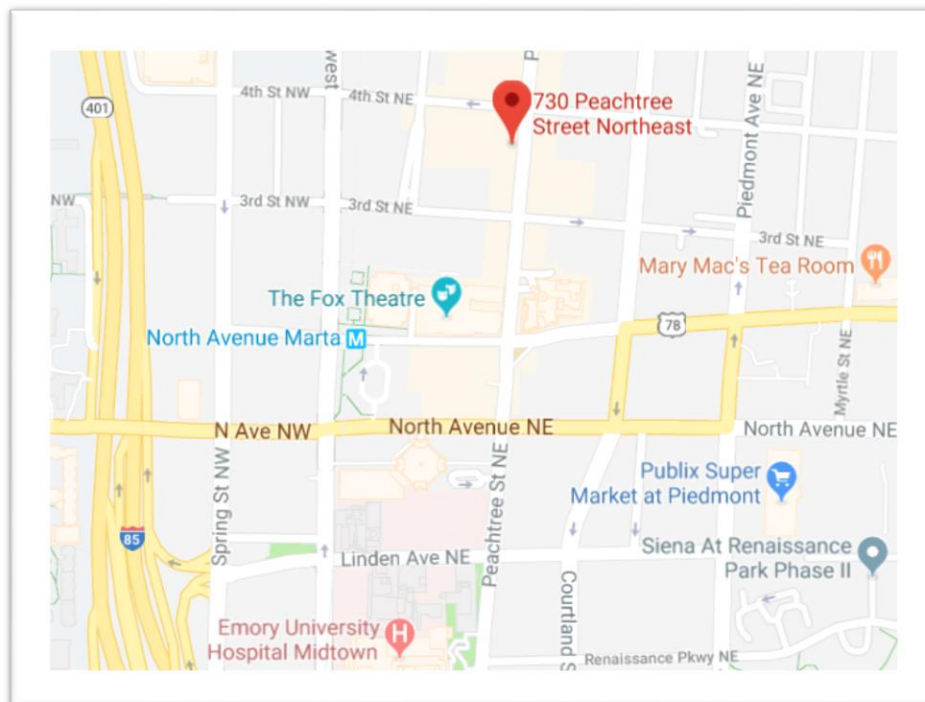 401
4th St NW
4th St NE
730 Peachtree
Street Northeast
Piedmont Ave NE
west
NW
3rd St NW
3rd St NE
3rd St NE
Mary Mac's Tea Room
The Fox Theatre
78
North Avenue Marta M
Myrtle St NE
N Ave NW
North Avenue NE
North Avenue NE
Spring St NW
Peachtree St NE
Publix Super
Market at Piedmont
85
Linden Ave NE
Siena At Renaissance
Park Phase II
Courtland S
Emory University
Hospital Midtown
H
Renaissance Pkwy NE